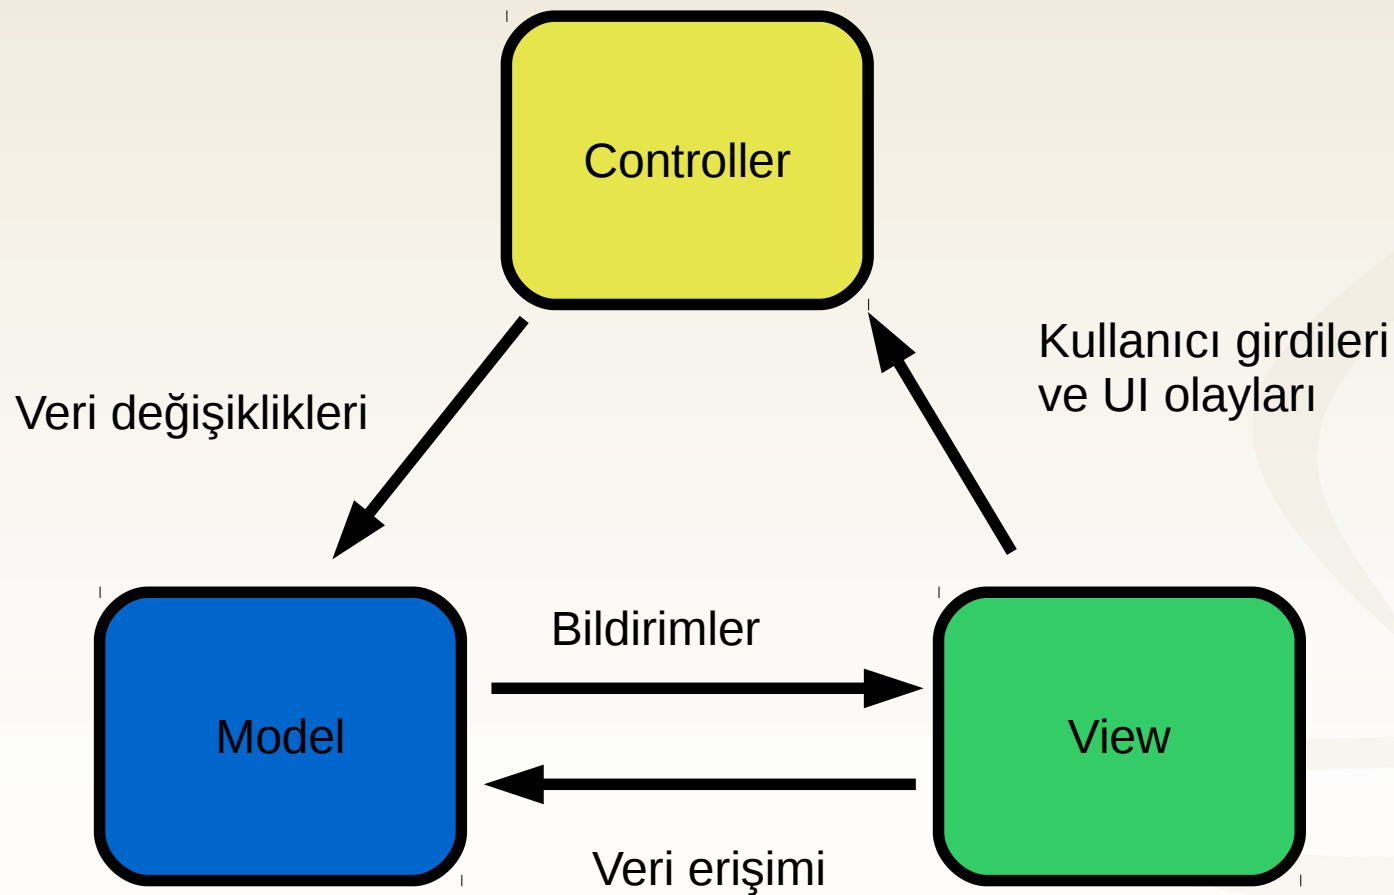 Controller
Kullanıcı girdileri
ve UI olayları
Veri değişiklikleri
Bildirimler
Model
View
Veri erişimi